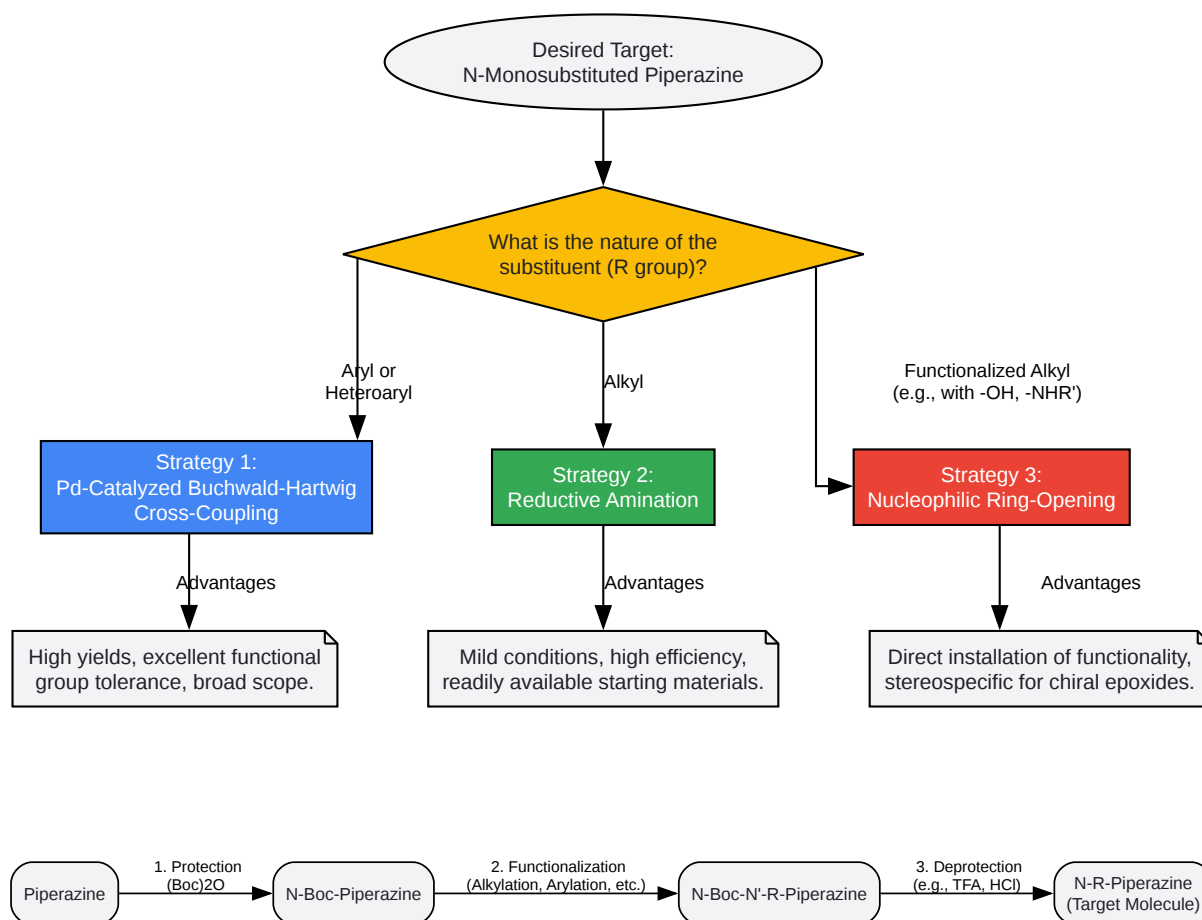 Desired Target:
N-Monosubstituted Piperazine
What is the nature of the
substituent (R group)?
Aryl or
Heteroaryl
Alkyl
Functionalized Alkyl
(e.g., with -OH, -NHR')
Strategy 1:
Pd-Catalyzed Buchwald-Hartwig
Cross-Coupling
Strategy 2:
Reductive Amination
Strategy 3:
Nucleophilic Ring-Opening
Advantages
Advantages
Advantages
High yields, excellent functional
group tolerance, broad scope.
Mild conditions, high efficiency,
readily available starting materials.
Direct installation of functionality,
stereospecific for chiral epoxides.
Piperazine
1. Protection
(Boc)2O
N-Boc-Piperazine
2. Functionalization
(Alkylation, Arylation, etc.)
N-Boc-N'-R-Piperazine
3. Deprotection
(e.g., TFA, HCl)
N-R-Piperazine
(Target Molecule)